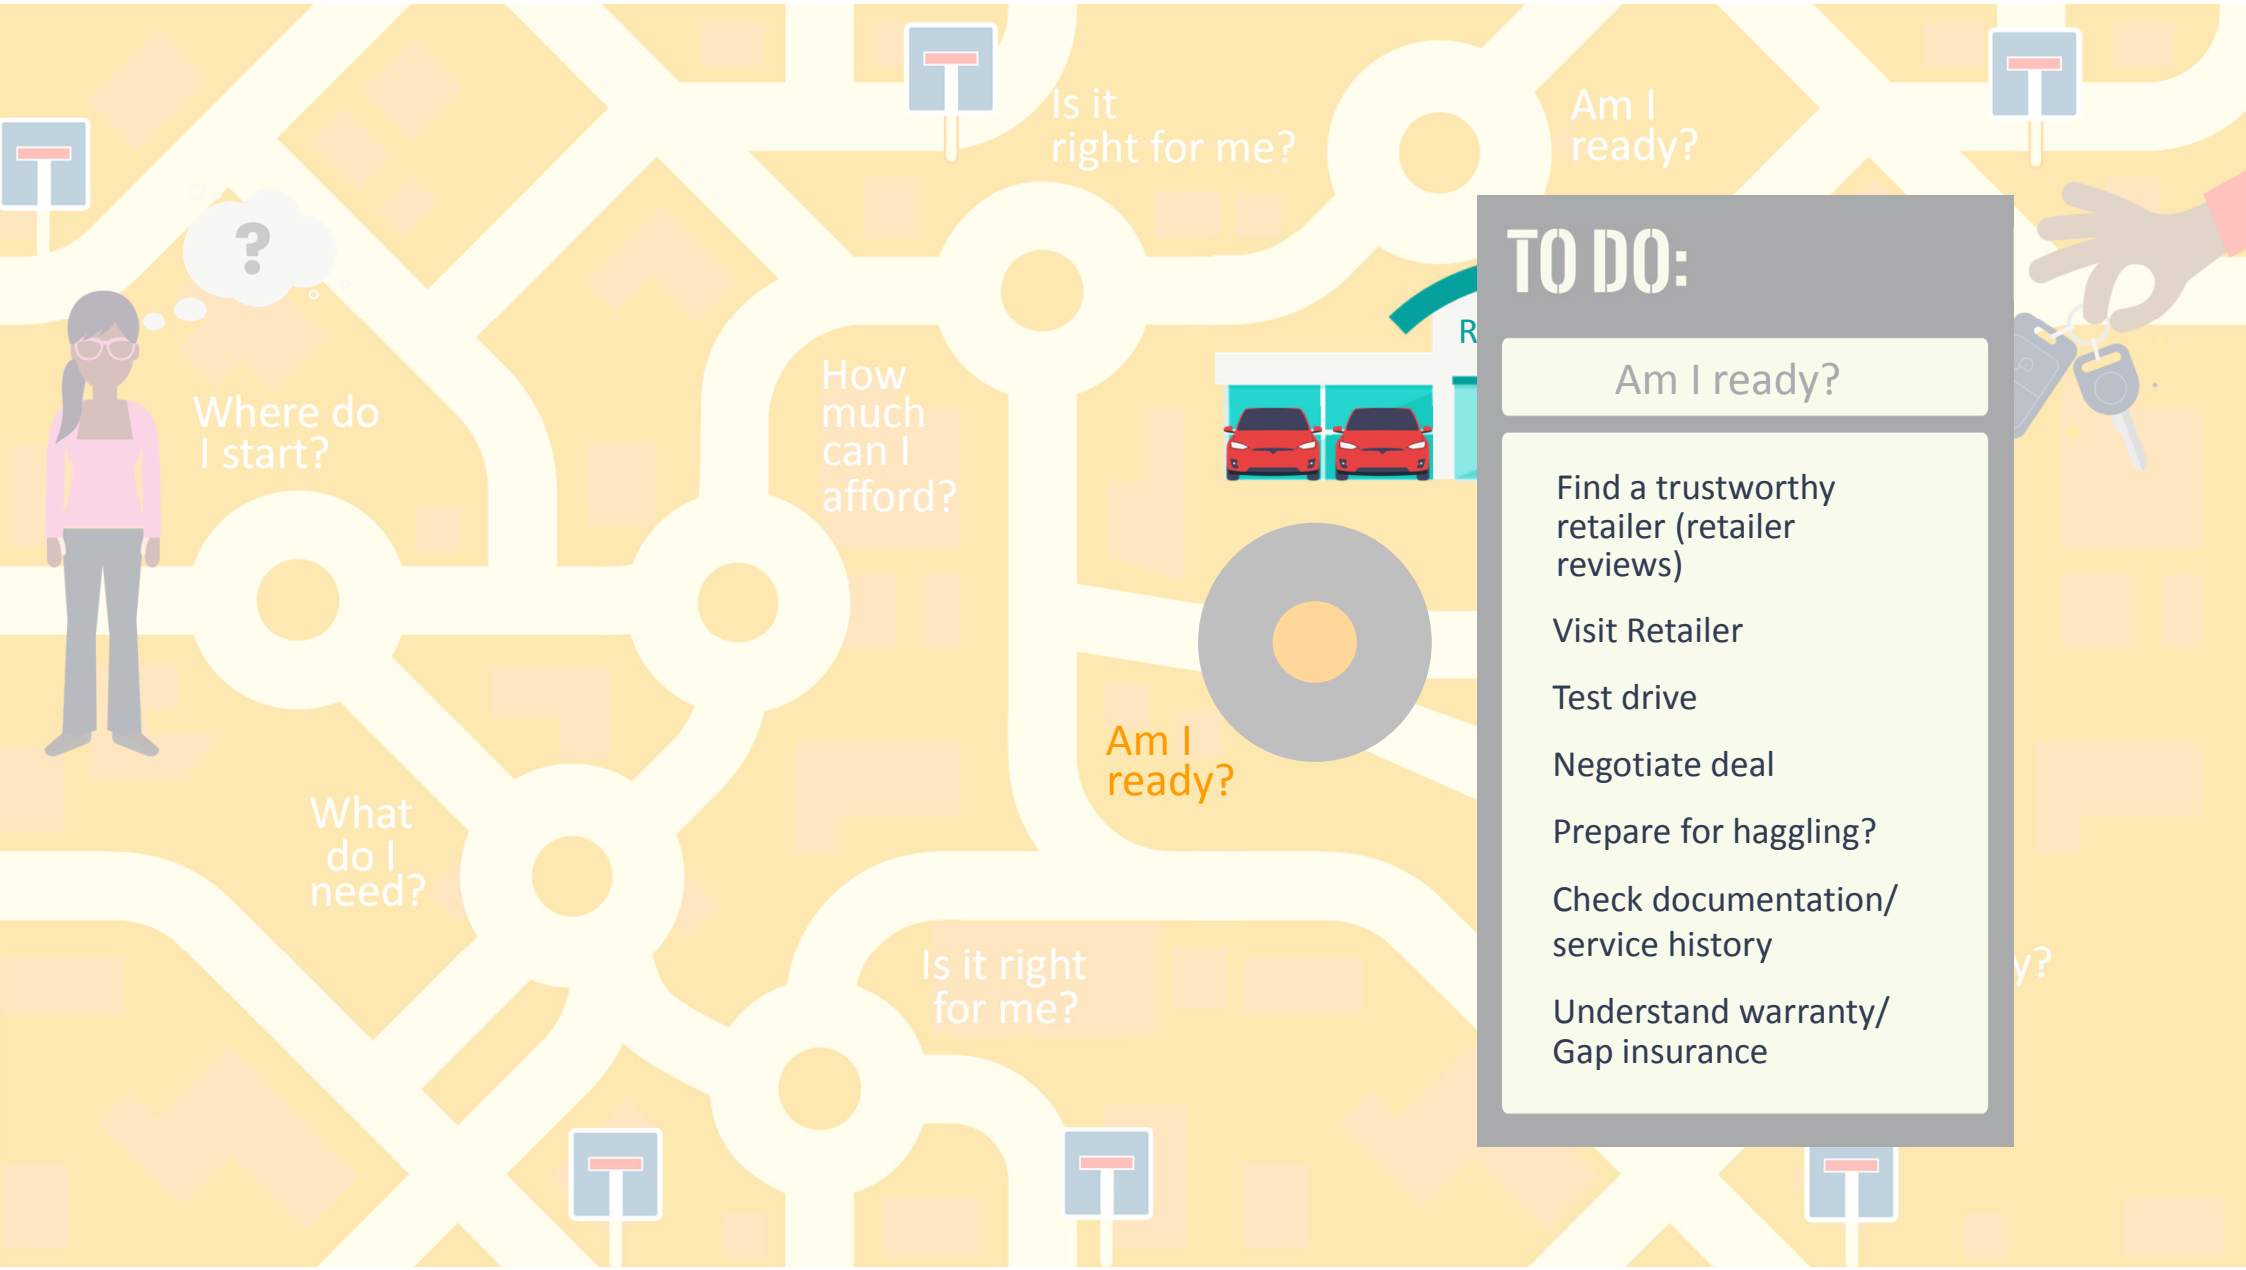 Is it
right for me?
Am I
ready?
?
Where do
I start?
How
much
can I
afford?
R
Am I
ready?
What
do I
need?
Is it right
for me?
TO DO:
Am I ready?
Find a trustworthy
retailer (retailer
reviews)
Visit Retailer
Test drive
Negotiate deal
Prepare for haggling?
Check documentation/
service history
Understand warranty/
Gap insurance
y?